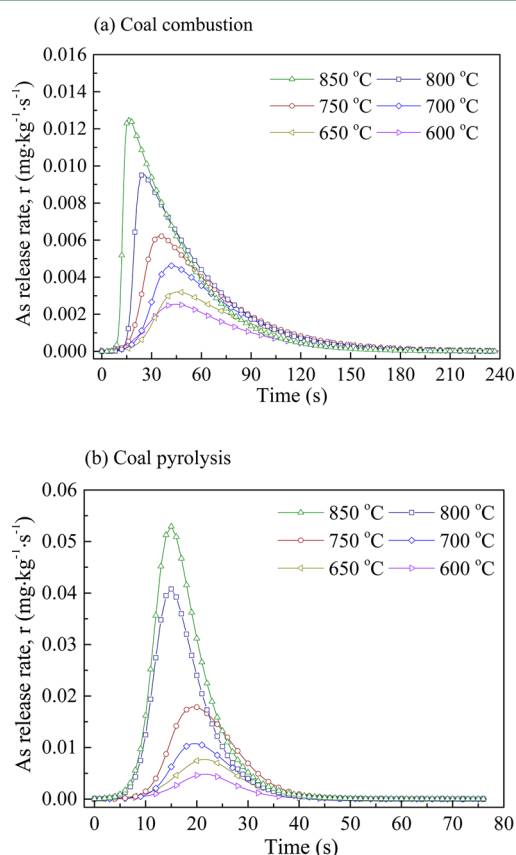 (a) Coal combustion
0.016
0.014
0.012
0.010
0.008
0.006
0.004
0.002
0.000
As release rate, r (mg·kg⁻¹·s⁻¹)
850 °C 800 °C
750 °C 700 °C
650 °C 600 °C
0 30 60 90 120 150 180 210 240
Time (s)
(b) Coal pyrolysis
0.06
0.05
0.04
0.03
0.02
0.01
0.00
As release rate, r (mg·kg⁻¹·s⁻¹)
850 °C 800 °C
750 °C 700 °C
650 °C 600 °C
0 10 20 30 40 50 60 70 80
Time (s)